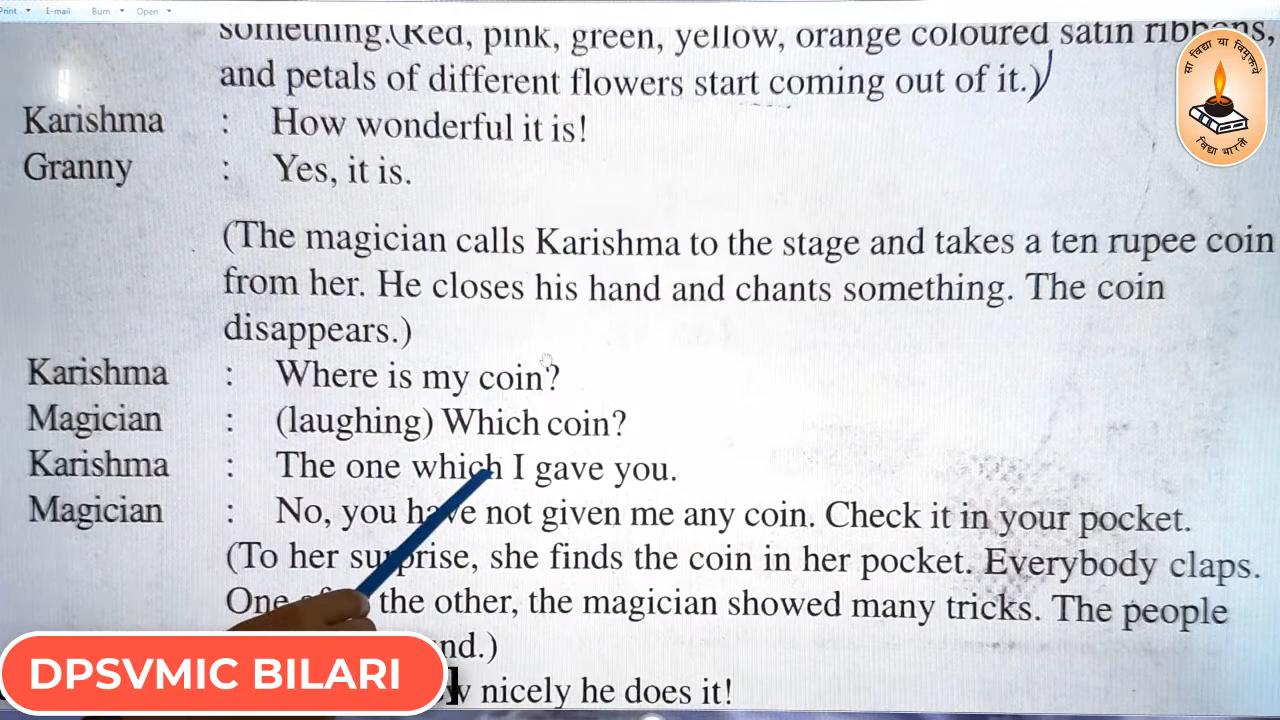 Print E-mail Burn Open
something.(Red, pink, green, yellow, orange coloured satin ribbons,
and petals of different flowers start coming out of it.)
Karishma : How wonderful it is!
Granny : Yes, it is.
(The magician calls Karishma to the stage and takes a ten rupee coin
from her. He closes his hand and chants something. The coin
disappears.)
Karishma : Where is my coin?
Magician : (laughing) Which coin?
Karishma : The one which I gave you.
Magician : No, you have not given me any coin. Check it in your pocket.
(To her surprise, she finds the coin in her pocket. Everybody claps.
One the other, the magician showed many tricks. The people
nd.)
nicely he does it!
DPSVMIC BILARI
सा विद्या या विमुक्तये
विद्या भारती